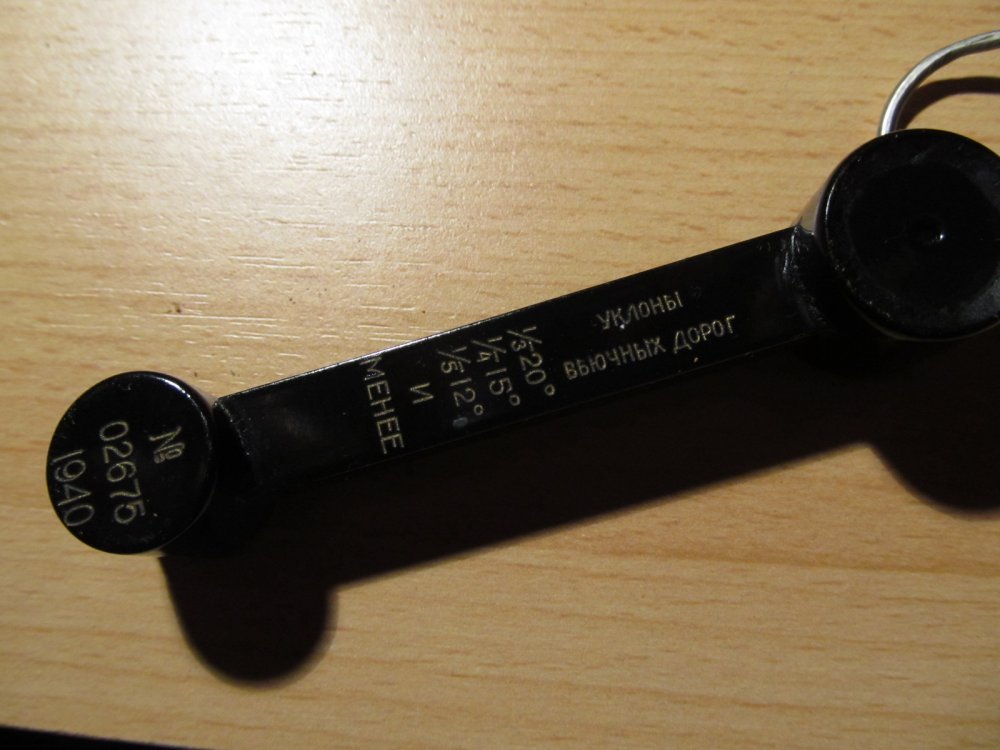 №
02675
1940
УКЛОНЫ
ВЬЮЧНЫХ ДОРОГ
1/3 20°
1/4 15°
1/5 12°
И
МЕНЕЕ